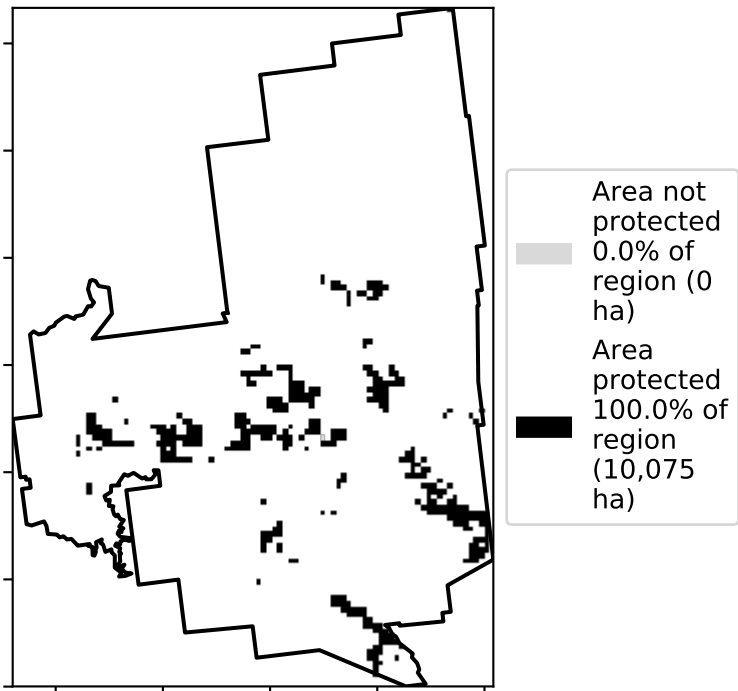 Area not
protected
0.0% of
region (0
ha)
Area
protected
100.0% of
region
(10,075
ha)